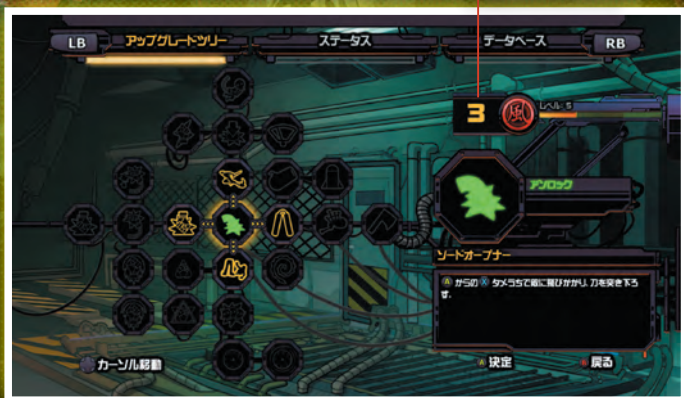 LB アップグレードツリー ステータス データベース RB
3 風 レベル 5
アンロック
ソードオープナー
A からの X タメうちで敵に飛びかかり、刀を突き下ろ
せ。
カーソル移動 A 決定 B 戻る